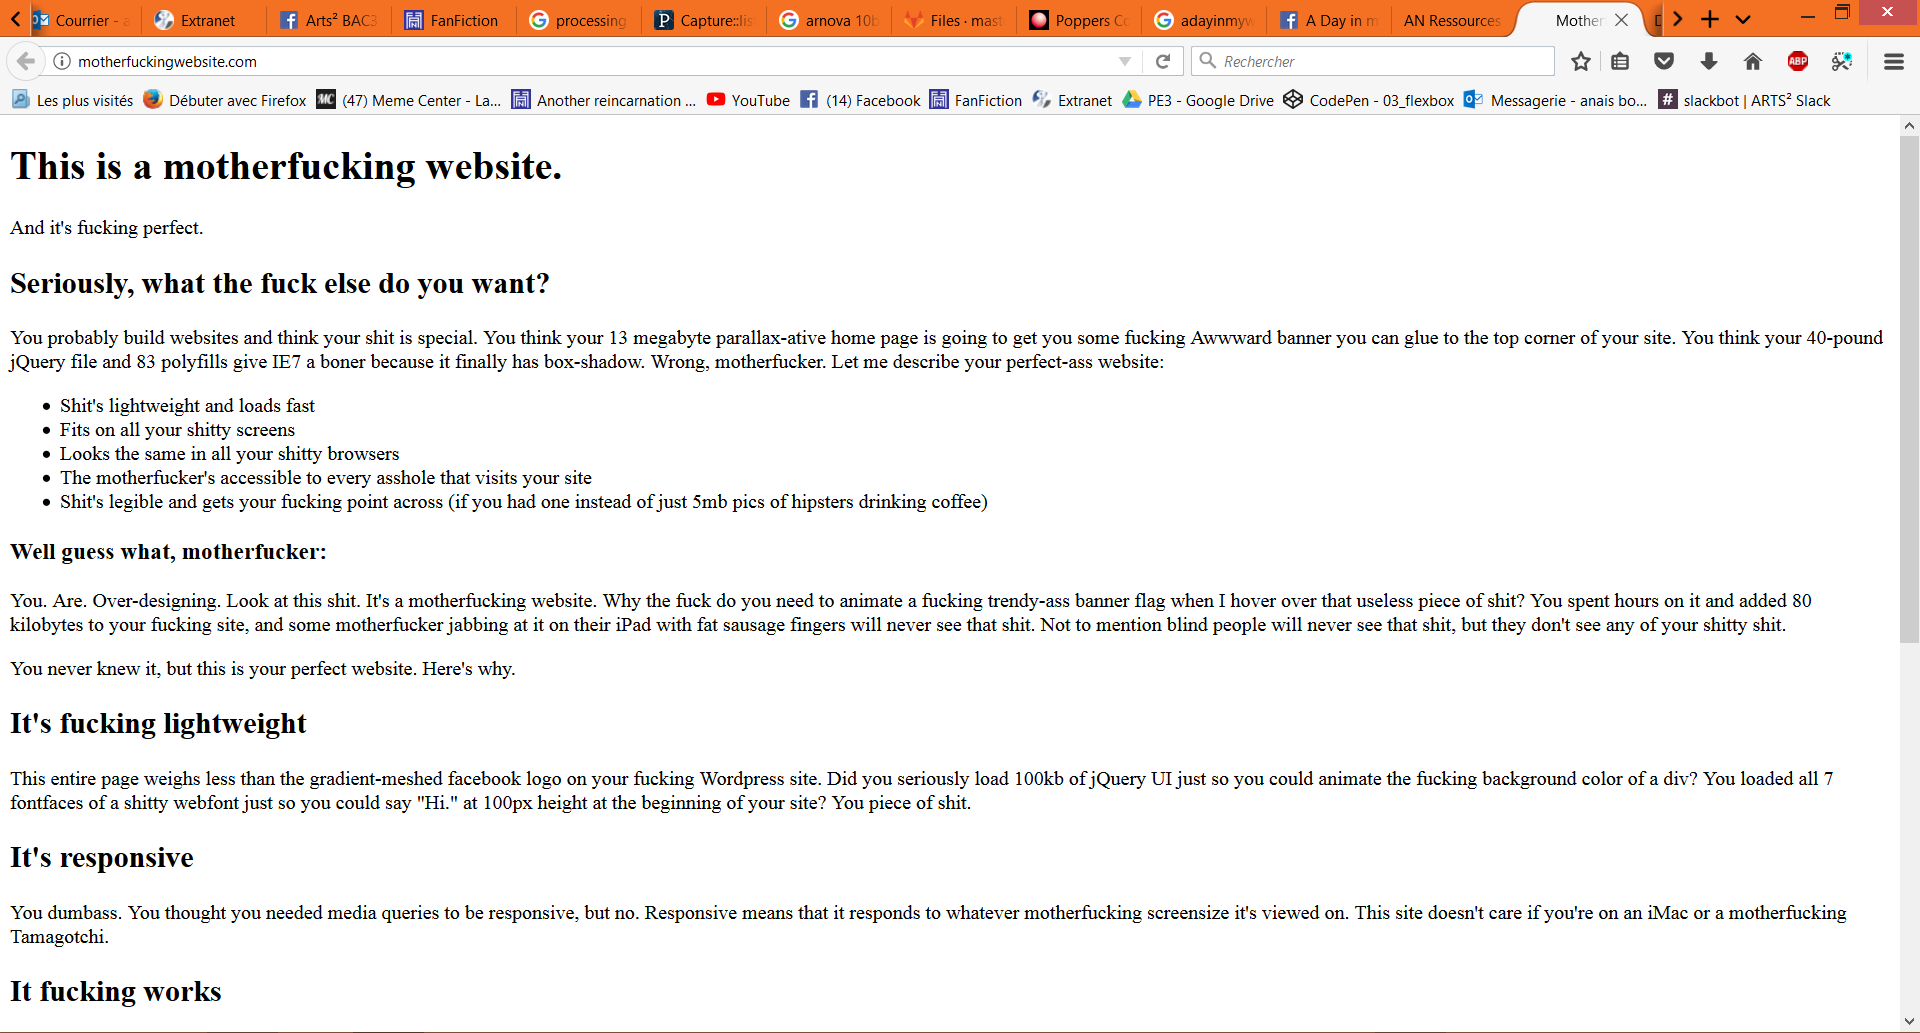 Courrier - a Extranet Arts² BAC3 FanFiction processing Capture::lis arnova 10b Files · mast Poppers Co adayinmyw A Day in m AN Ressources Mother
motherfuckingwebsite.com Rechercher ABP
Les plus visités Débuter avec Firefox MC (47) Meme Center - La... Another reincarnation ... YouTube (14) Facebook FanFiction Extranet PE3 - Google Drive CodePen - 03_flexbox Messagerie - anais bo... # slackbot | ARTS² Slack
This is a motherfucking website.
And it's fucking perfect.
Seriously, what the fuck else do you want?
You probably build websites and think your shit is special. You think your 13 megabyte parallax-ative home page is going to get you some fucking Awwward banner you can glue to the top corner of your site. You think your 40-pound
jQuery file and 83 polyfills give IE7 a boner because it finally has box-shadow. Wrong, motherfucker. Let me describe your perfect-ass website:
• Shit's lightweight and loads fast
• Fits on all your shitty screens
• Looks the same in all your shitty browsers
• The motherfucker's accessible to every asshole that visits your site
• Shit's legible and gets your fucking point across (if you had one instead of just 5mb pics of hipsters drinking coffee)
Well guess what, motherfucker:
You. Are. Over-designing. Look at this shit. It's a motherfucking website. Why the fuck do you need to animate a fucking trendy-ass banner flag when I hover over that useless piece of shit? You spent hours on it and added 80
kilobytes to your fucking site, and some motherfucker jabbing at it on their iPad with fat sausage fingers will never see that shit. Not to mention blind people will never see that shit, but they don't see any of your shitty shit.
You never knew it, but this is your perfect website. Here's why.
It's fucking lightweight
This entire page weighs less than the gradient-meshed facebook logo on your fucking Wordpress site. Did you seriously load 100kb of jQuery UI just so you could animate the fucking background color of a div? You loaded all 7
fontfaces of a shitty webfont just so you could say "Hi." at 100px height at the beginning of your site? You piece of shit.
It's responsive
You dumbass. You thought you needed media queries to be responsive, but no. Responsive means that it responds to whatever motherfucking screensize it's viewed on. This site doesn't care if you're on an iMac or a motherfucking
Tamagotchi.
It fucking works